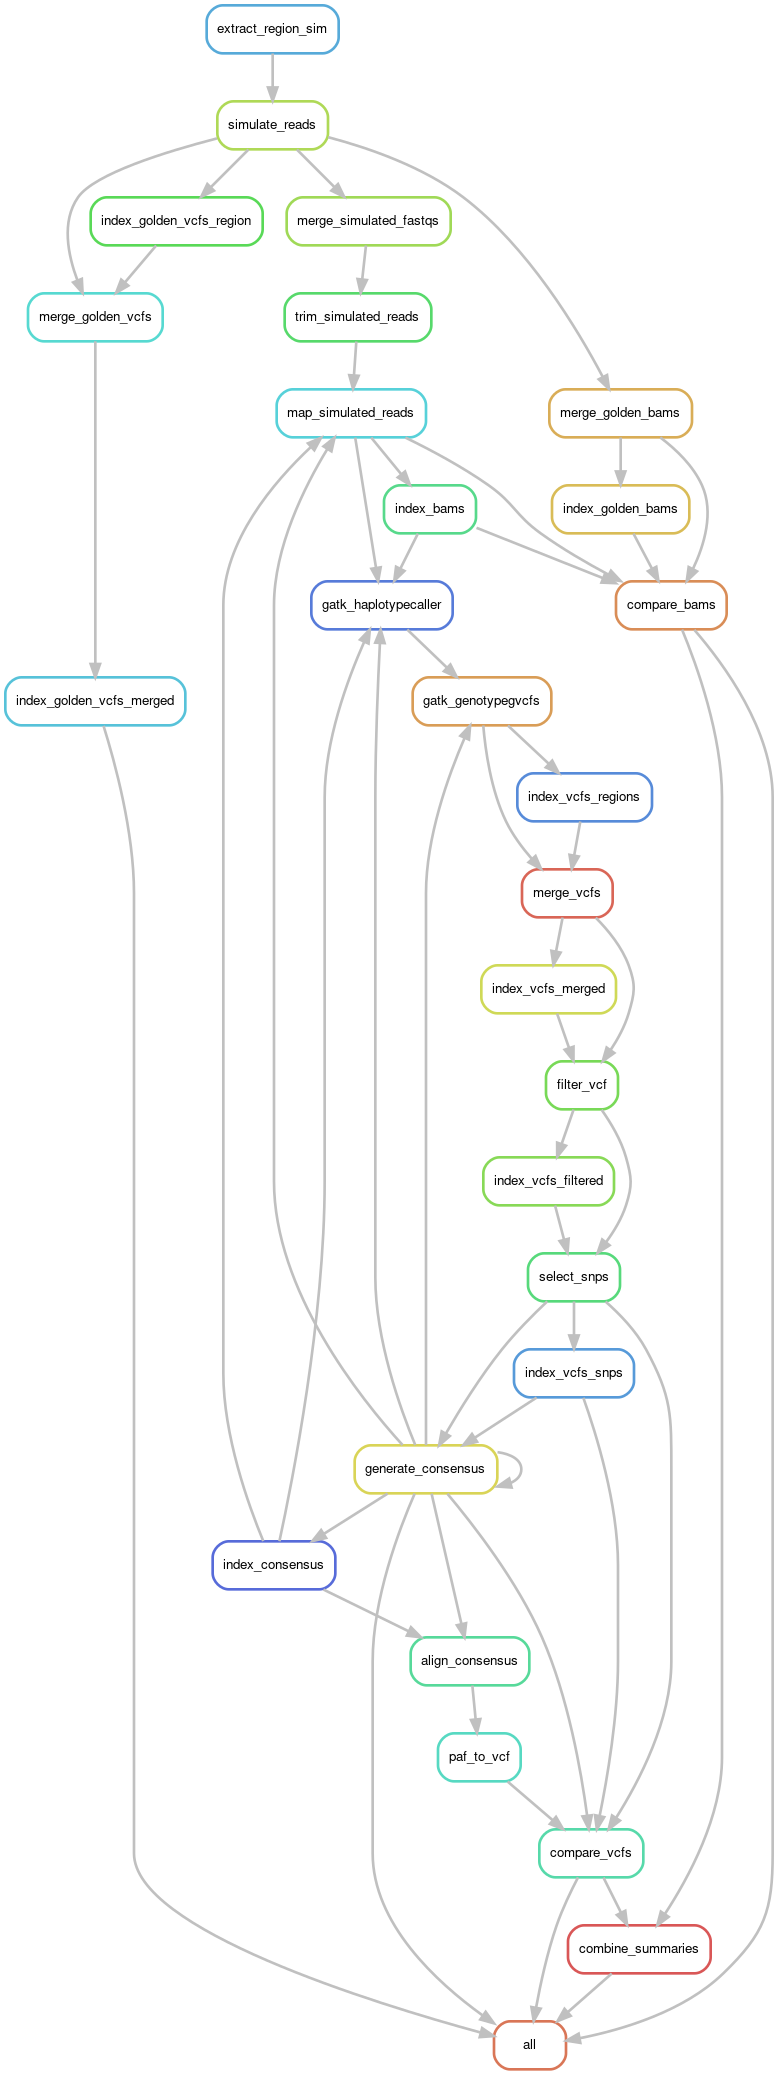 extract_region_sim
simulate_reads
index_golden_vcfs_region
merge_simulated_fastqs
merge_golden_vcfs
trim_simulated_reads
map_simulated_reads
merge_golden_bams
index_bams
index_golden_bams
gatk_haplotypecaller
compare_bams
index_golden_vcfs_merged
gatk_genotypegvcfs
index_vcfs_regions
merge_vcfs
index_vcfs_merged
filter_vcf
index_vcfs_filtered
select_snps
index_vcfs_snps
generate_consensus
index_consensus
align_consensus
paf_to_vcf
compare_vcfs
combine_summaries
all